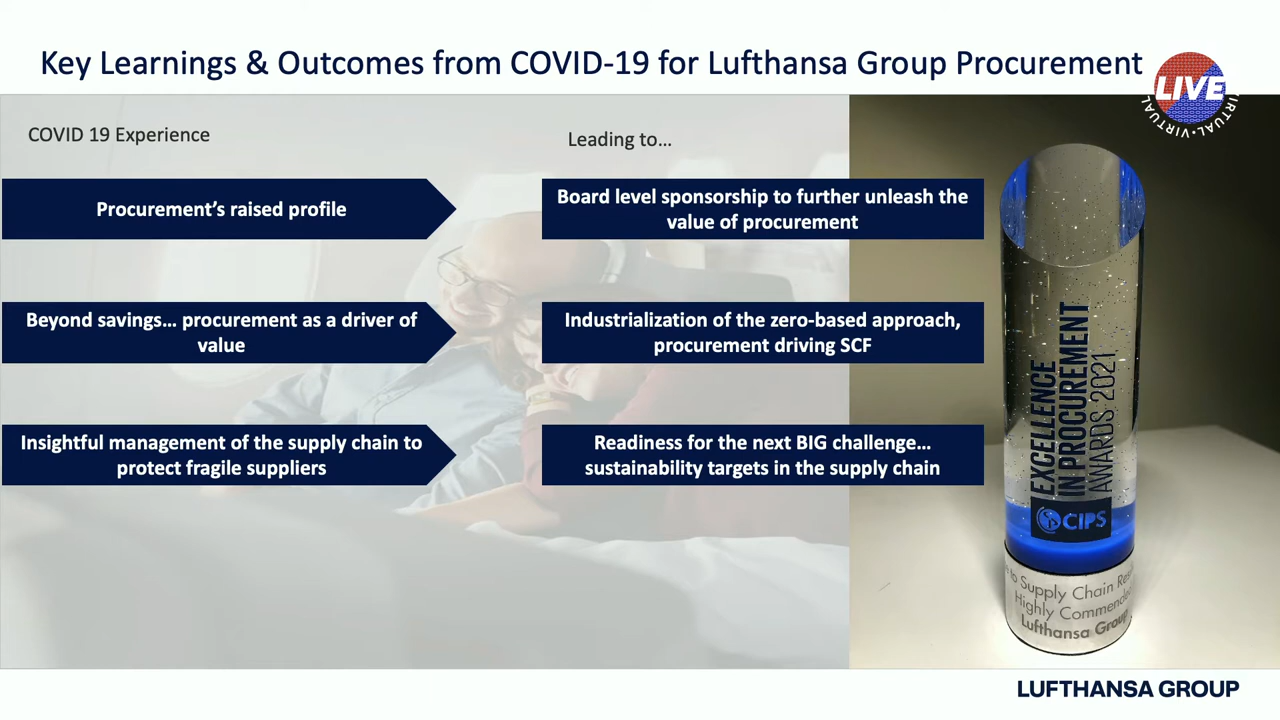 Key Learnings & Outcomes from COVID-19 for Lufthansa Group Procurement
LIVE
VIRTUAL • VIRTUAL
COVID 19 Experience
Leading to...
Procurement's raised profile
Board level sponsorship to further unleash the
value of procurement
Beyond savings... procurement as a driver of
value
Industrialization of the zero-based approach,
procurement driving SCF
Insightful management of the supply chain to
protect fragile suppliers
Readiness for the next BIG challenge...
sustainability targets in the supply chain
EXCELLENCE
IN PROCUREMENT
AWARDS 2021
CIPS
to Supply Chain
Highly Commended
Lufthansa Group
LUFTHANSA GROUP